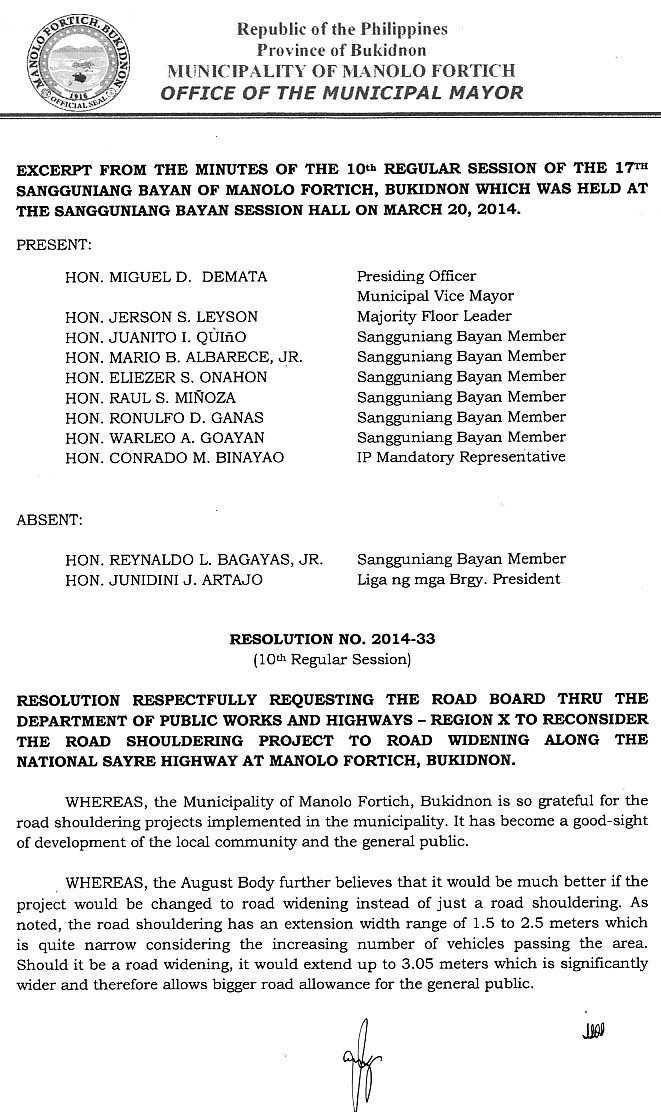 MANOLO FORTICH, BUKIDNON
1916
OFFICIAL SEAL
Republic of the Philippines
Province of Bukidnon
MUNICIPALITY OF MANOLO FORTICH
OFFICE OF THE MUNICIPAL MAYOR
EXCERPT FROM THE MINUTES OF THE 10th REGULAR SESSION OF THE 17TH
SANGGUNIANG BAYAN OF MANOLO FORTICH, BUKIDNON WHICH WAS HELD AT
THE SANGGUNIANG BAYAN SESSION HALL ON MARCH 20, 2014.
PRESENT:
HON. MIGUEL D. DEMATA Presiding Officer
Municipal Vice Mayor
HON. JERSON S. LEYSON Majority Floor Leader
HON. JUANITO I. QÙIñO Sangguniang Bayan Member
HON. MARIO B. ALBARECE, JR. Sangguniang Bayan Member
HON. ELIEZER S. ONAHON Sangguniang Bayan Member
HON. RAUL S. MIÑOZA Sangguniang Bayan Member
HON. RONULFO D. GANAS Sangguniang Bayan Member
HON. WARLEO A. GOAYAN Sangguniang Bayan Member
HON. CONRADO M. BINAYAO IP Mandatory Representative
ABSENT:
HON. REYNALDO L. BAGAYAS, JR. Sangguniang Bayan Member
HON. JUNIDINI J. ARTAJO Liga ng mga Brgy. President
RESOLUTION NO. 2014-33
(10th Regular Session)
RESOLUTION RESPECTFULLY REQUESTING THE ROAD BOARD THRU THE
DEPARTMENT OF PUBLIC WORKS AND HIGHWAYS – REGION X TO RECONSIDER
THE ROAD SHOULDERING PROJECT TO ROAD WIDENING ALONG THE
NATIONAL SAYRE HIGHWAY AT MANOLO FORTICH, BUKIDNON.
WHEREAS, the Municipality of Manolo Fortich, Bukidnon is so grateful for the
road shouldering projects implemented in the municipality. It has become a good-sight
of development of the local community and the general public.
WHEREAS, the August Body further believes that it would be much better if the
project would be changed to road widening instead of just a road shouldering. As
noted, the road shouldering has an extension width range of 1.5 to 2.5 meters which
is quite narrow considering the increasing number of vehicles passing the area.
Should it be a road widening, it would extend up to 3.05 meters which is significantly
wider and therefore allows bigger road allowance for the general public.